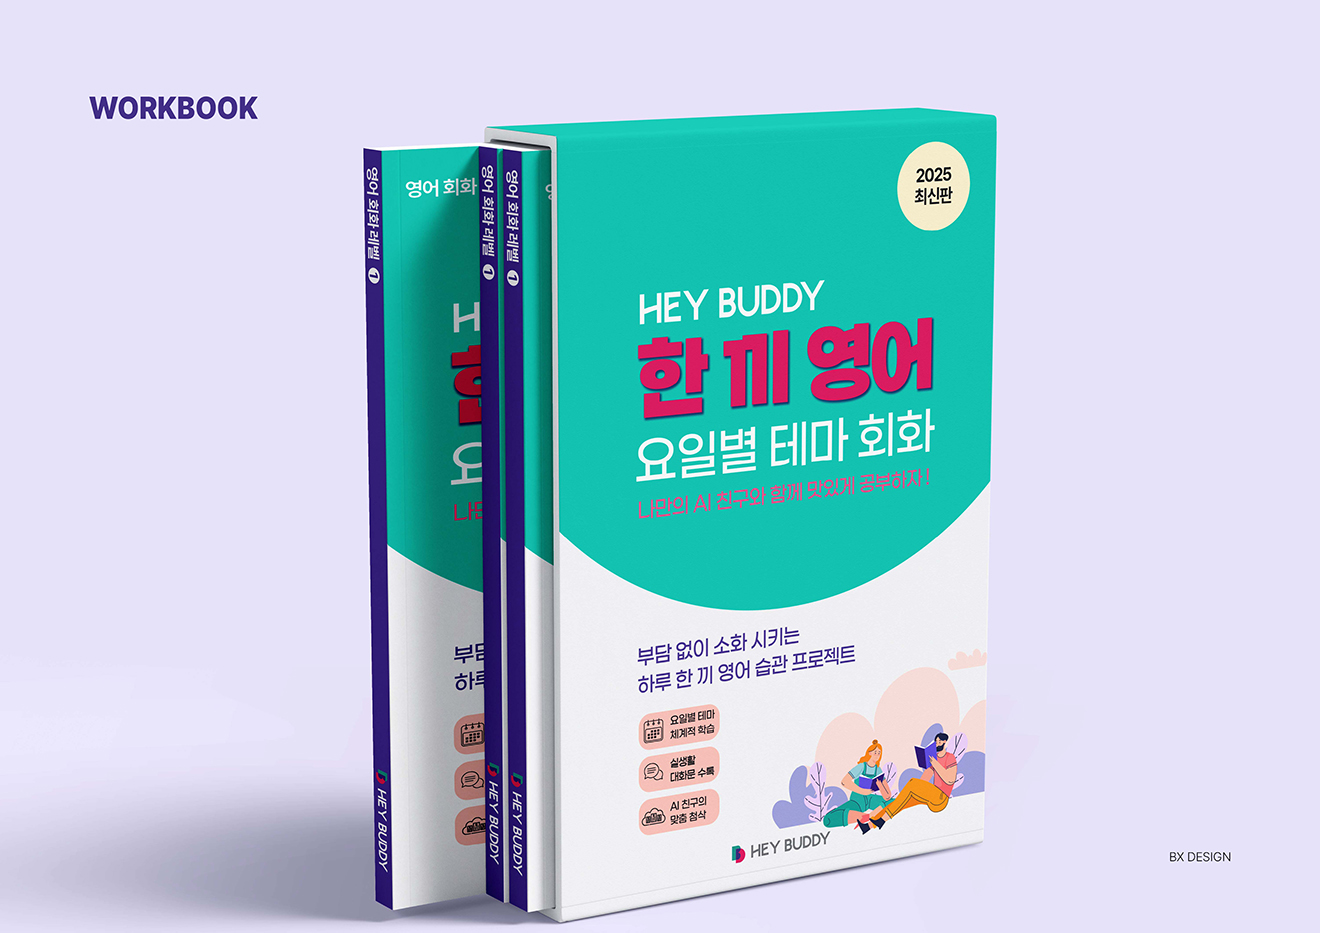 WORKBOOK
영어 회화 레벨 1
영어 회화
HEY BUDDY
영어 회화 레벨 1
HEY BUDDY
영어 회화 레벨 1
HEY BUDDY
2025
최신판
HEY BUDDY
한 끼 영어
요일별 테마 회화
나만의 AI 친구와 함께 맛있게 공부하자 !
부담 없이 소화 시키는
하루 한 끼 영어 습관 프로젝트
요일별 테마
체계적 학습
실생활
대화문 수록
AI 친구의
맞춤 첨삭
HEY BUDDY
BX DESIGN